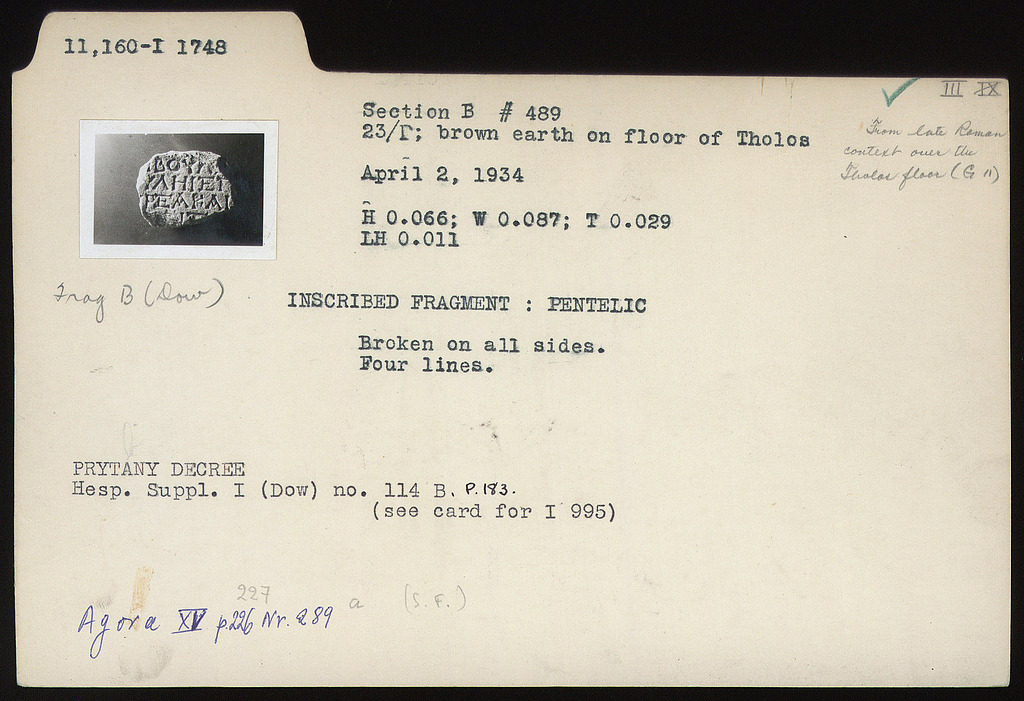 11,160-I 1748
III IX
Section B # 489
23/Γ; brown earth on floor of Tholos
From late Roman
context over the
Tholos floor (G 11)
April 2, 1934
H 0.066; W 0.087; T 0.029
LH 0.011
Frag B (Dow)
INSCRIBED FRAGMENT : PENTELIC
Broken on all sides.
Four lines.
PRYTANY DECREE
Hesp. Suppl. I (Dow) no. 114 B. P.183.
(see card for I 995)
227 a (S.F.)
Agora XV p.226 Nr. 289